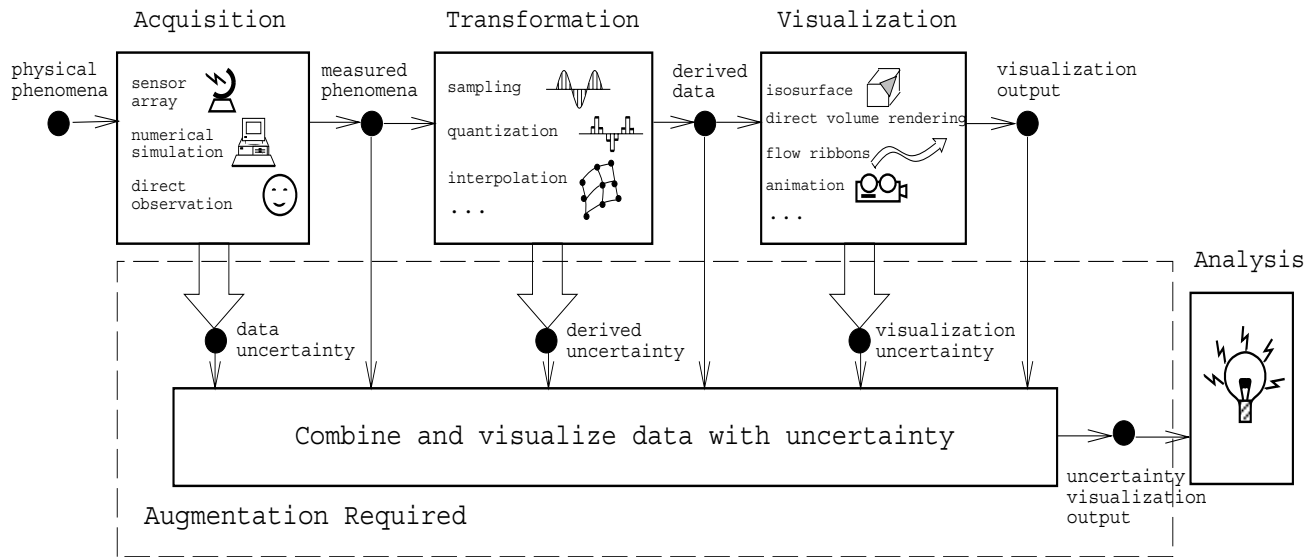 Acquisition
Transformation
Visualization
physical
phenomena
sensor
array
numerical
simulation
direct
observation
measured
phenomena
sampling
quantization
interpolation
...
derived
data
isosurface
direct volume rendering
flow ribbons
animation
...
visualization
output
Analysis
data
uncertainty
derived
uncertainty
visualization
uncertainty
Combine and visualize data with uncertainty
uncertainty
visualization
output
Augmentation Required